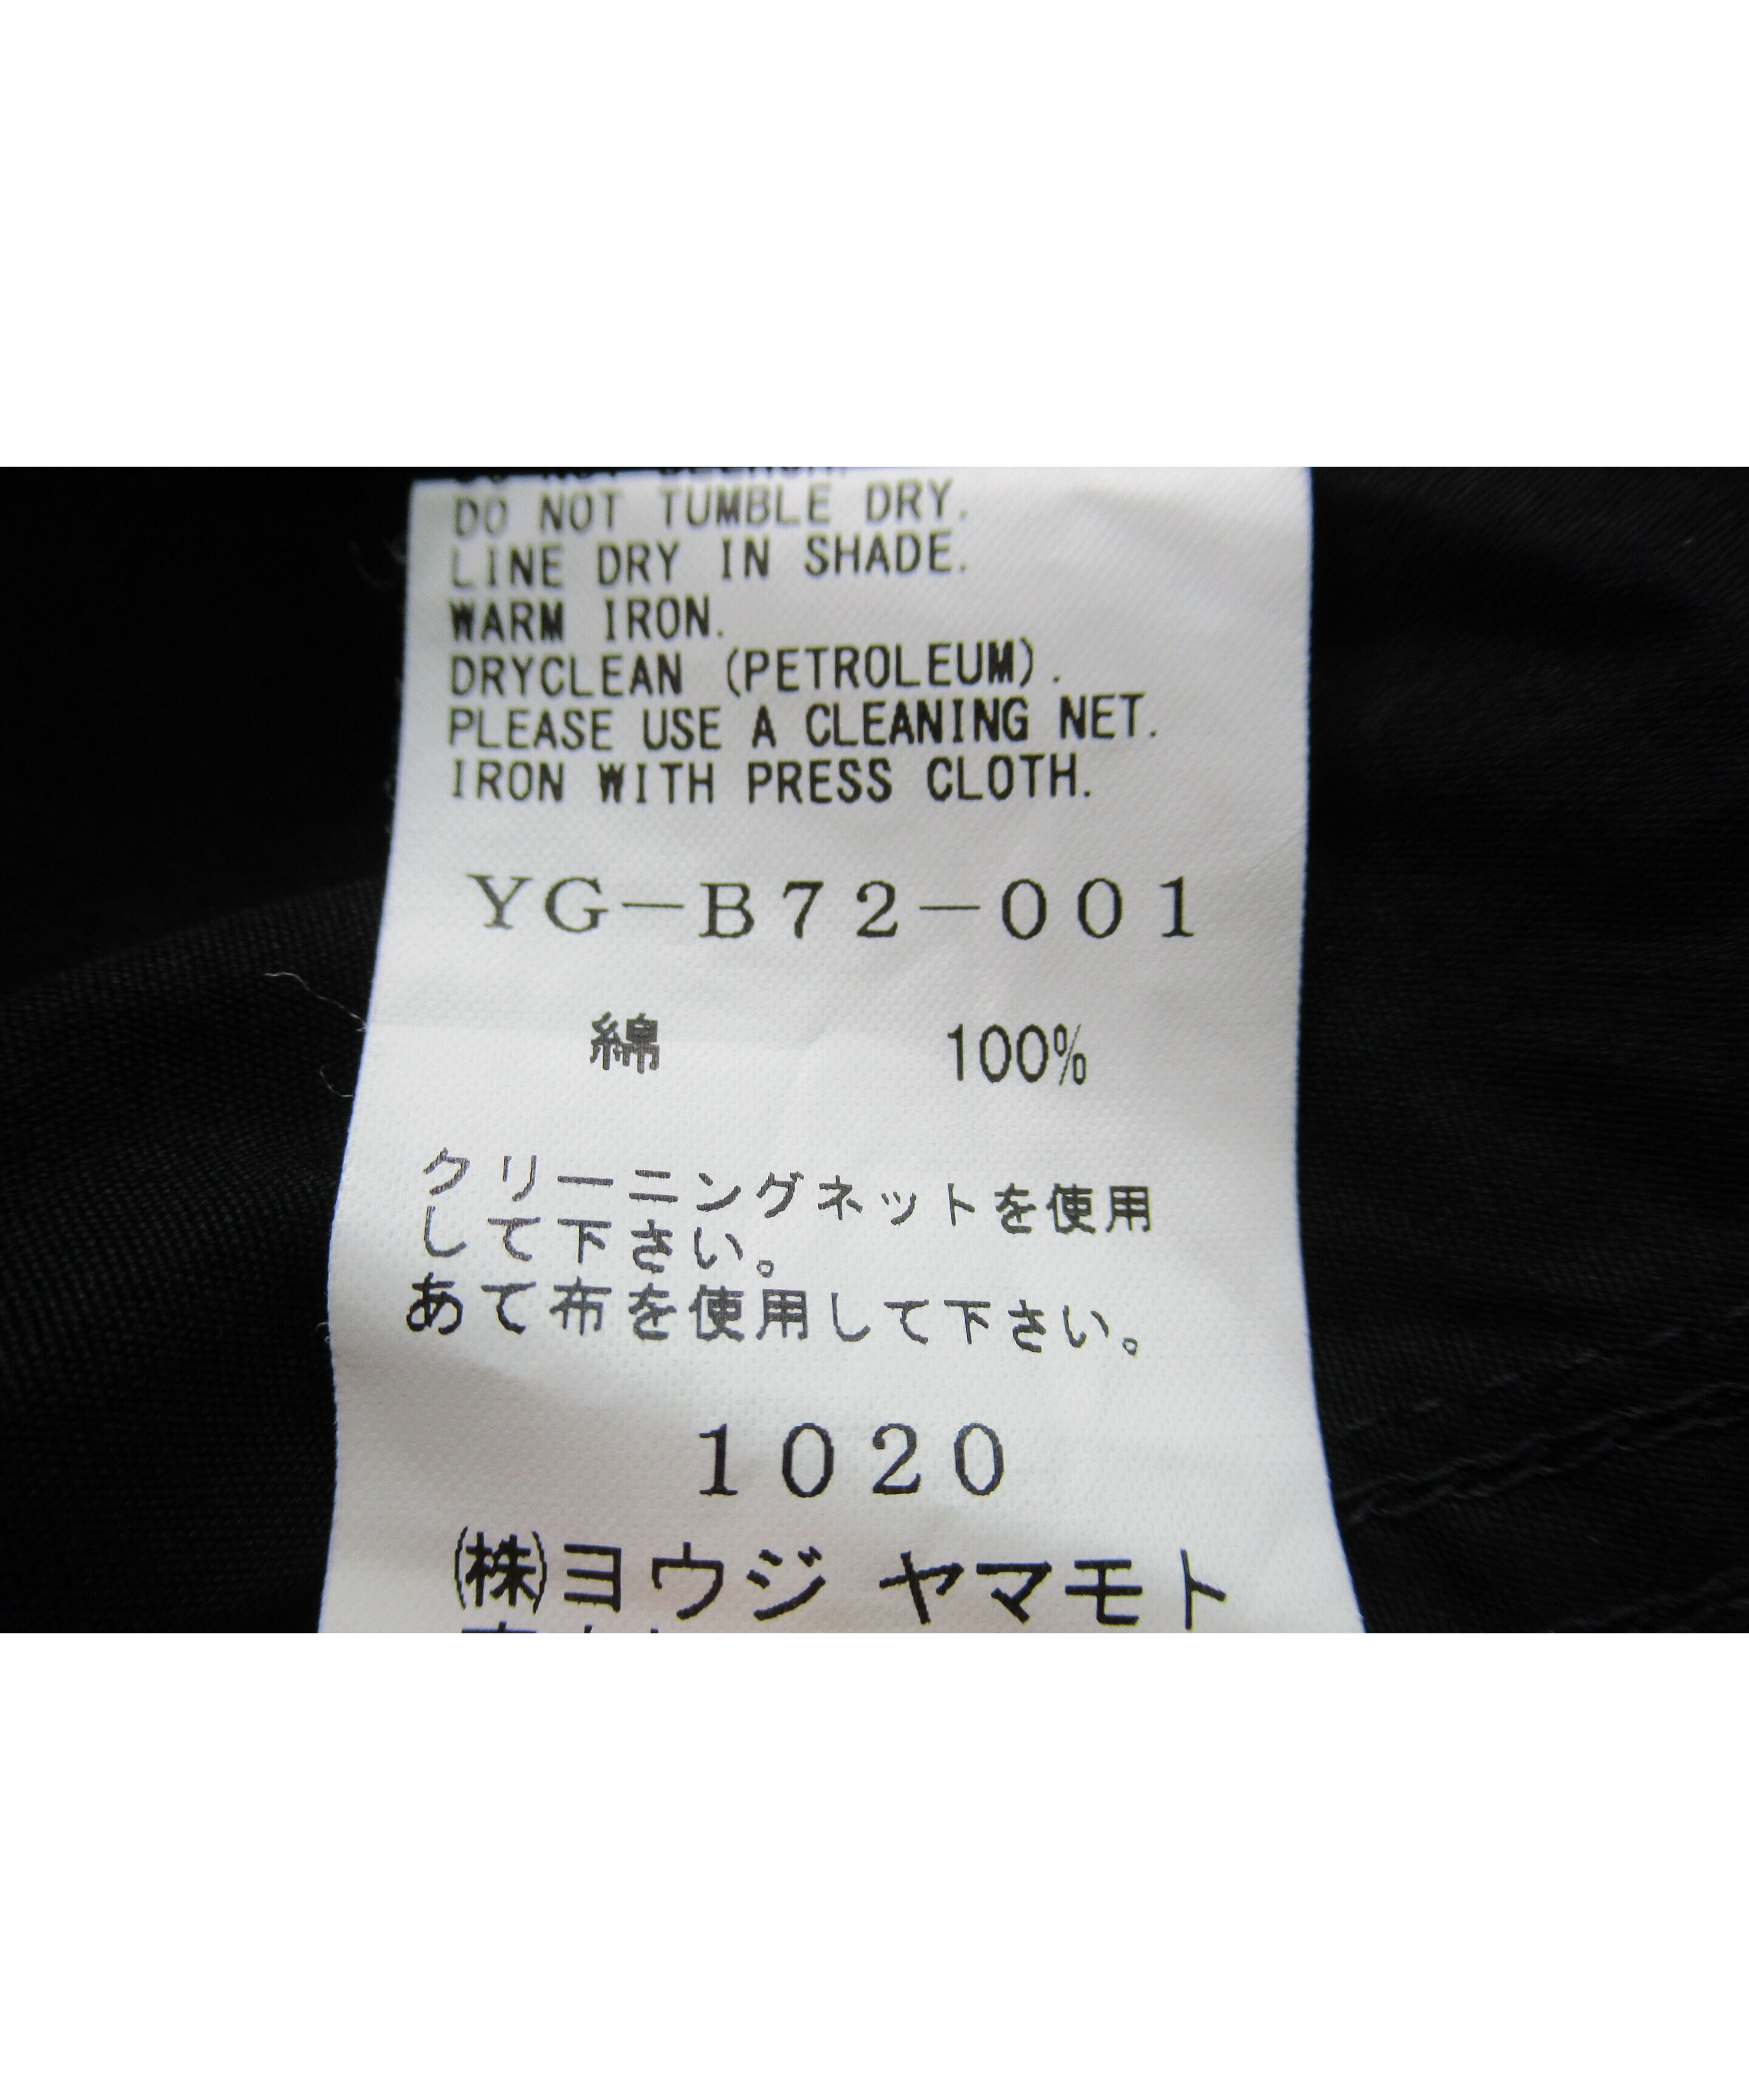 DO NOT TUMBLE DRY.
LINE DRY IN SHADE.
WARM IRON.
DRYCLEAN (PETROLEUM).
PLEASE USE A CLEANING NET.
IRON WITH PRESS CLOTH.
YG-B72-001
綿 100%
クリーニングネットを使用
して下さい。
あて布を使用して下さい。
1020
㈱ヨウジ ヤマモト